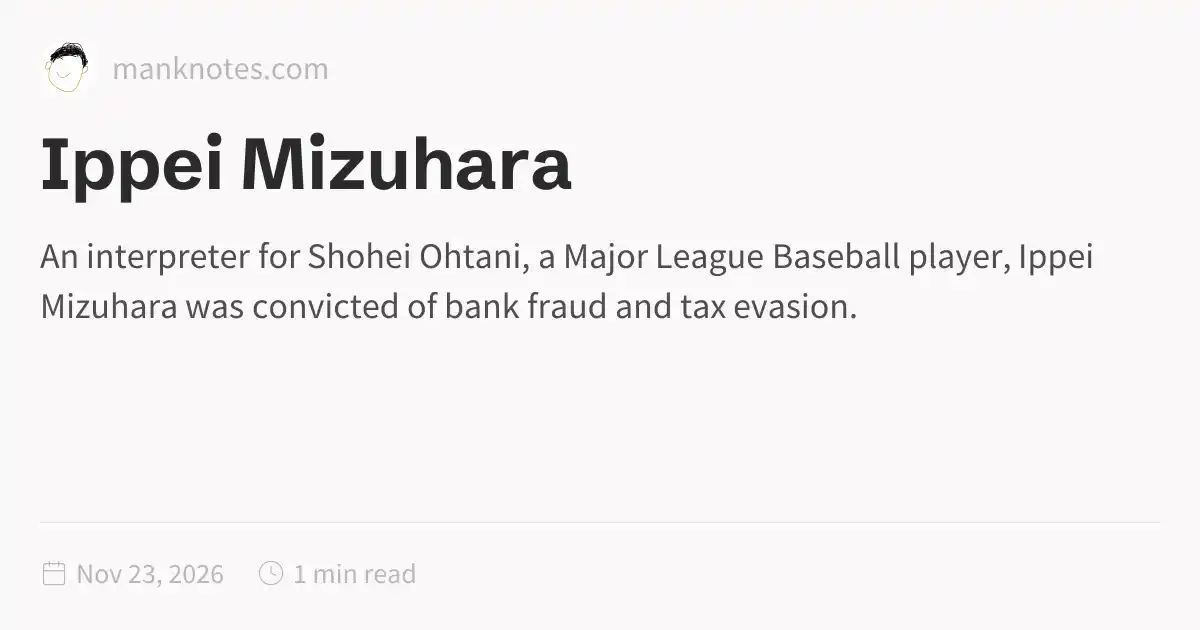 manknotes.com
Ippei Mizuhara
An interpreter for Shohei Ohtani, a Major League Baseball player, Ippei
Mizuhara was convicted of bank fraud and tax evasion.
Nov 23, 2026 1 min read